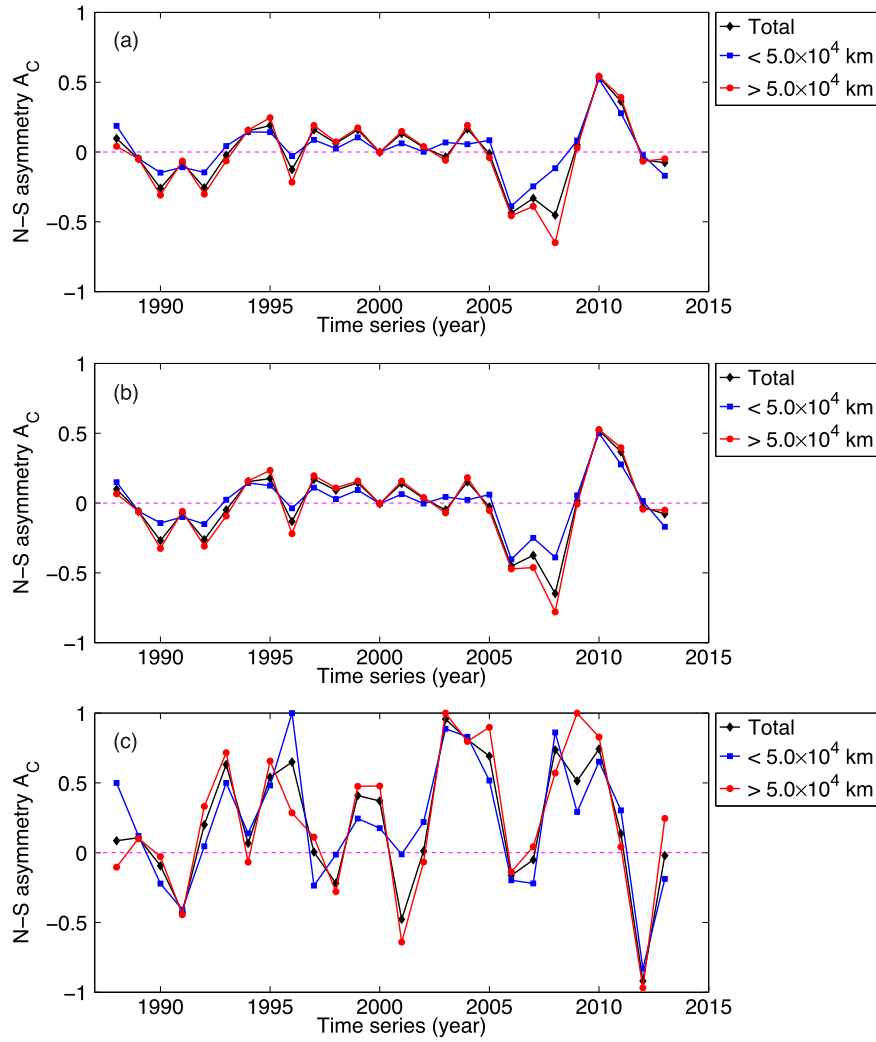 (a)
N−S asymmetry A_C
1
0.5
0
−0.5
−1
1990 1995 2000 2005 2010 2015
Time series (year)
Total
< 5.0×10^4 km
> 5.0×10^4 km
(b)
N−S asymmetry A_C
1
0.5
0
−0.5
−1
1990 1995 2000 2005 2010 2015
Time series (year)
Total
< 5.0×10^4 km
> 5.0×10^4 km
(c)
N−S asymmetry A_C
1
0.5
0
−0.5
−1
1990 1995 2000 2005 2010 2015
Time series (year)
Total
< 5.0×10^4 km
> 5.0×10^4 km